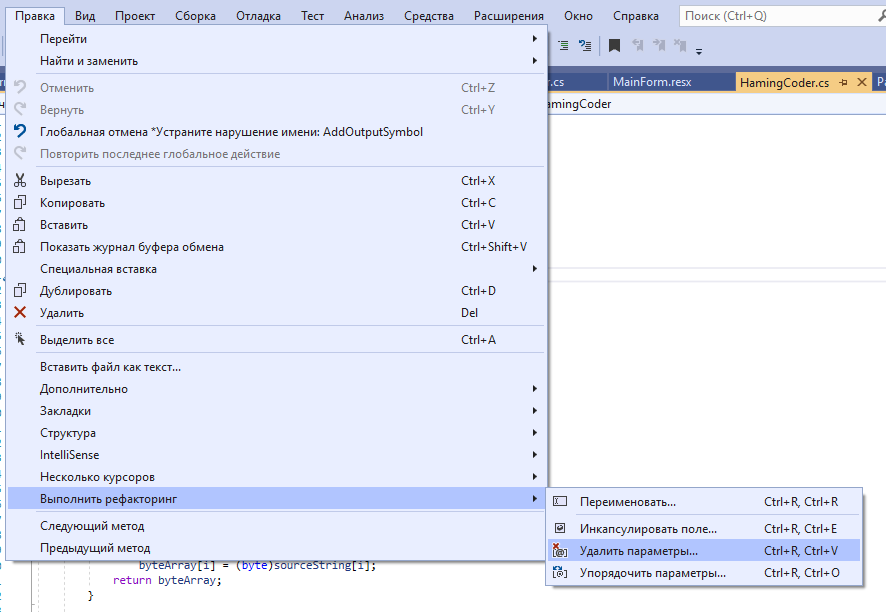 Правка Вид Проект Сборка Отладка Тест Анализ Средства Расширения Окно Справка Поиск (Ctrl+Q)
Перейти
Найти и заменить
Отменить Ctrl+Z
.cs MainForm.resx HamingCoder.cs
Вернуть Ctrl+Y
amingCoder
Глобальная отмена *Устраните нарушение имени: AddOutputSymbol
Повторить последнее глобальное действие
Вырезать Ctrl+X
Копировать Ctrl+C
Вставить Ctrl+V
Показать журнал буфера обмена Ctrl+Shift+V
Специальная вставка
Дублировать Ctrl+D
Удалить Del
Выделить все Ctrl+A
Вставить файл как текст...
Дополнительно
Закладки
Структура
IntelliSense
Несколько курсоров
Выполнить рефакторинг
Переименовать... Ctrl+R, Ctrl+R
Инкапсулировать поле... Ctrl+R, Ctrl+E
Удалить параметры... Ctrl+R, Ctrl+V
Упорядочить параметры... Ctrl+R, Ctrl+O
Следующий метод
Предыдущий метод
byteArray[i] = (byte)sourceString[i];
return byteArray;
}